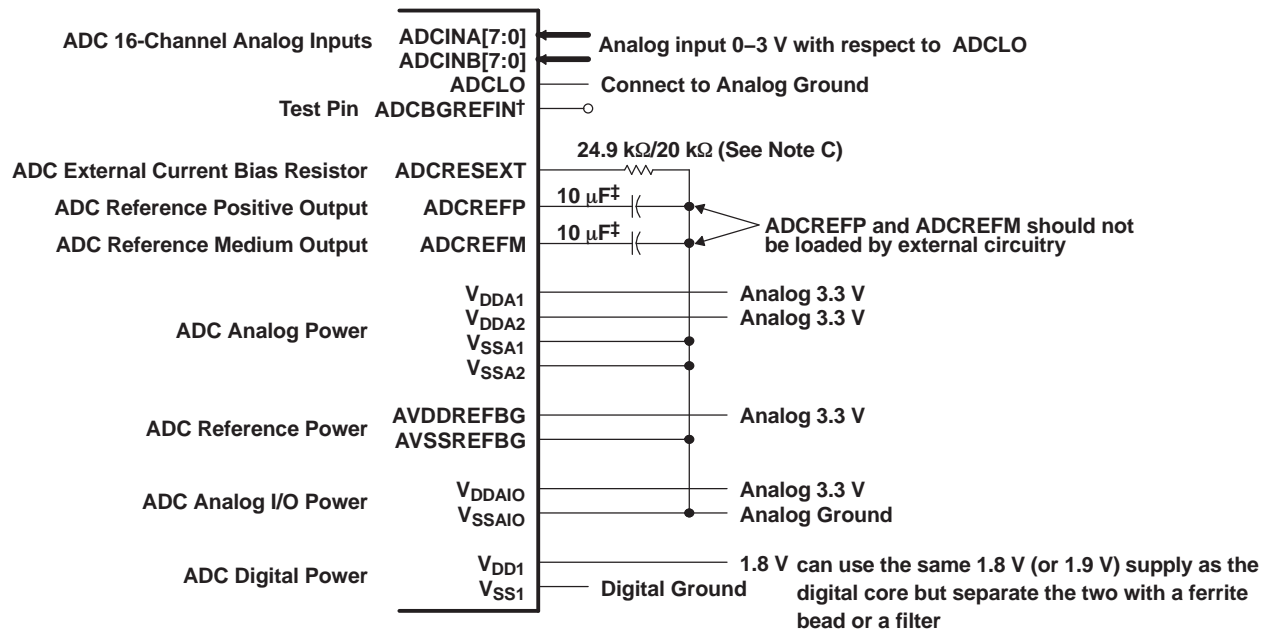 ADC 16-Channel Analog Inputs ADCINA[7:0] Analog input 0–3 V with respect to ADCLO
ADCINB[7:0]
ADCLO Connect to Analog Ground
Test Pin ADCBGREFIN†
24.9 kΩ/20 kΩ (See Note C)
ADC External Current Bias Resistor ADCRESEXT
ADC Reference Positive Output ADCREFP 10 μF‡
ADC Reference Medium Output ADCREFM 10 μF‡
ADCREFP and ADCREFM should not
be loaded by external circuitry
VDDA1 Analog 3.3 V
VDDA2 Analog 3.3 V
ADC Analog Power
VSSA1
VSSA2
AVDDREFBG Analog 3.3 V
ADC Reference Power
AVSSREFBG
VDDAIO Analog 3.3 V
ADC Analog I/O Power
VSSAIO Analog Ground
VDD1 1.8 V can use the same 1.8 V (or 1.9 V) supply as the
ADC Digital Power
digital core but separate the two with a ferrite
bead or a filter
VSS1 Digital Ground